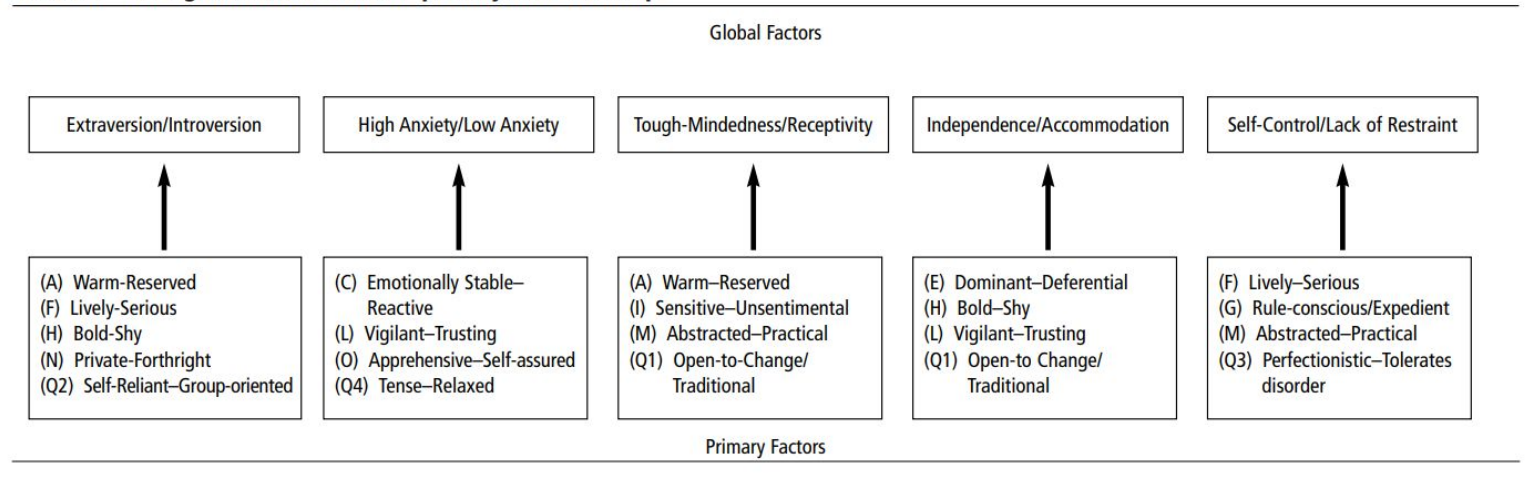 Global Factors
Extraversion/Introversion
High Anxiety/Low Anxiety
Tough-Mindedness/Receptivity
Independence/Accommodation
Self-Control/Lack of Restraint
(A) Warm-Reserved
(F) Lively-Serious
(H) Bold-Shy
(N) Private-Forthright
(Q2) Self-Reliant–Group-oriented
(C) Emotionally Stable–
Reactive
(L) Vigilant–Trusting
(O) Apprehensive–Self-assured
(Q4) Tense–Relaxed
(A) Warm–Reserved
(I) Sensitive–Unsentimental
(M) Abstracted–Practical
(Q1) Open-to-Change/
Traditional
(E) Dominant–Deferential
(H) Bold–Shy
(L) Vigilant–Trusting
(Q1) Open-to Change/
Traditional
(F) Lively–Serious
(G) Rule-conscious/Expedient
(M) Abstracted–Practical
(Q3) Perfectionistic–Tolerates
disorder
Primary Factors